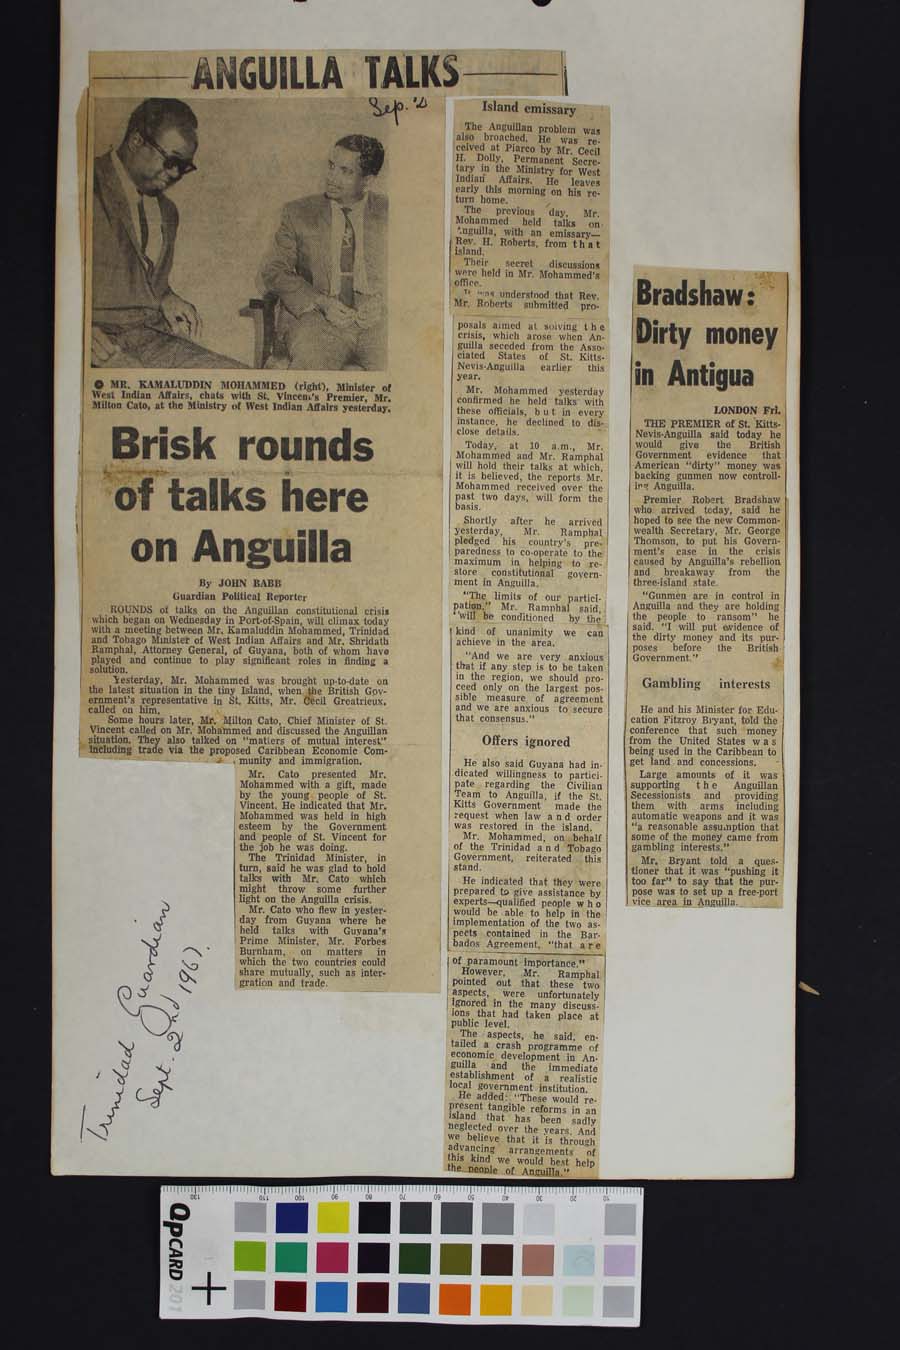 ANGUILLA TALKS
Sep. 2
● MR. KAMALUDDIN MOHAMMED (right), Minister of
West Indian Affairs, chats with St. Vincent's Premier, Mr.
Milton Cato, at the Ministry of West Indian Affairs yesterday.
Brisk rounds
of talks here
on Anguilla
By JOHN BABB
Guardian Political Reporter
ROUNDS of talks on the Anguillan constitutional crisis
which began on Wednesday in Port-of-Spain, will climax today
with a meeting between Mr. Kamaluddin Mohammed, Trinidad
and Tobago Minister of West Indian Affairs and Mr. Shridath
Ramphal, Attorney General, of Guyana, both of whom have
played and continue to play significant roles in finding a
solution.
Yesterday, Mr. Mohammed was brought up-to-date on
the latest situation in the tiny Island, when the British Gov-
ernment's representative in St. Kitts, Mr. Cecil Greatrieux,
called on him.
Some hours later, Mr. Milton Cato, Chief Minister of St.
Vincent called on Mr. Mohammed and discussed the Anguillan
situation. They also talked on "matters of mutual interest"
including trade via the proposed Caribbean Economic Com-
munity and immigration.
Mr. Cato presented Mr.
Mohammed with a gift, made
by the young people of St.
Vincent. He indicated that Mr.
Mohammed was held in high
esteem by the Government
and people of St. Vincent for
the job he was doing.
The Trinidad Minister, in
turn, said he was glad to hold
talks with Mr. Cato which
might throw some further
light on the Anguilla crisis.
Mr. Cato who flew in yester-
day from Guyana where he
held talks with Guyana's
Prime Minister, Mr. Forbes
Burnham, on matters in
which the two countries could
share mutually, such as inter-
gration and trade.
Island emissary
The Anguillan problem was
also broached. He was re-
ceived at Piarco by Mr. Cecil
H. Dolly, Permanent Secre-
tary in the Ministry for West
Indian Affairs. He leaves
early this morning on his re-
turn home.
The previous day, Mr.
Mohammed held talks on
Anguilla, with an emissary—
Rev. H. Roberts, from that
island.
Their secret discussions
were held in Mr. Mohammed's
office.
It was understood that Rev.
Mr. Roberts submitted pro-
posals aimed at solving the
crisis, which arose when An-
guilla seceded from the Asso-
ciated States of St. Kitts-
Nevis-Anguilla earlier this
year.
Mr. Mohammed yesterday
confirmed he held talks with
these officials, but in every
instance, he declined to dis-
close details.
Today, at 10 a.m., Mr.
Mohammed and Mr. Ramphal
will hold their talks at which,
it is believed, the reports Mr.
Mohammed received over the
past two days, will form the
basis.
Shortly after he arrived
yesterday, Mr. Ramphal
pledged his country's pre-
paredness to co-operate to the
maximum in helping to re-
store constitutional govern-
ment in Anguilla.
"The limits of our partici-
pation," Mr. Ramphal said,
"will be conditioned by the
kind of unanimity we can
achieve in the area.
"And we are very anxious
that if any step is to be taken
in the region, we should pro-
ceed only on the largest pos-
sible measure of agreement
and we are anxious to secure
that consensus."
Offers ignored
He also said Guyana had in-
dicated willingness to partici-
pate regarding the Civilian
Team to Anguilla, if the St.
Kitts Government made the
request when law and order
was restored in the island.
Mr. Mohammed, on behalf
of the Trinidad and Tobago
Government, reiterated this
stand.
He indicated that they were
prepared to give assistance by
experts—qualified people who
would be able to help in the
implementation of the two as-
pects contained in the Bar-
bados Agreement, "that are
of paramount importance."
However, Mr. Ramphal
pointed out that these two
aspects, were unfortunately
ignored in the many discuss-
ions that had taken place at
public level.
The aspects, he said, en-
tailed a crash programme of
economic development in An-
guilla and the immediate
establishment of a realistic
local government institution.
He added: "These would re-
present tangible reforms in an
island that has been sadly
neglected over the years. And
we believe that it is through
advancing arrangements of
this kind we would best help
the people of Anguilla."
Bradshaw:
Dirty money
in Antigua
LONDON Fri.
THE PREMIER of St. Kitts-
Nevis-Anguilla said today he
would give the British
Government evidence that
American "dirty" money was
backing gunmen now controll-
ing Anguilla.
Premier Robert Bradshaw
who arrived today, said he
hoped to see the new Common-
wealth Secretary, Mr. George
Thomson, to put his Govern-
ment's case in the crisis
caused by Anguilla's rebellion
and breakaway from the
three-island state.
"Gunmen are in control in
Anguilla and they are holding
the people to ransom" he
said. "I will put evidence of
the dirty money and its pur-
poses before the British
Government."
Gambling interests
He and his Minister for Edu-
cation Fitzroy Bryant, told the
conference that such money
from the United States was
being used in the Caribbean to
get land and concessions.
Large amounts of it was
supporting the Anguillan
Secessionists and providing
them with arms including
automatic weapons and it was
"a reasonable assumption that
some of the money came from
gambling interests."
Mr. Bryant told a ques-
tioner that it was "pushing it
too far" to say that the pur-
pose was to set up a free-port
vice area in Anguilla.
Trinidad Guardian
Sept. 2nd 1967.
130 110 100 90 80 70 60 50 40 30 20 10
QPCARD 201